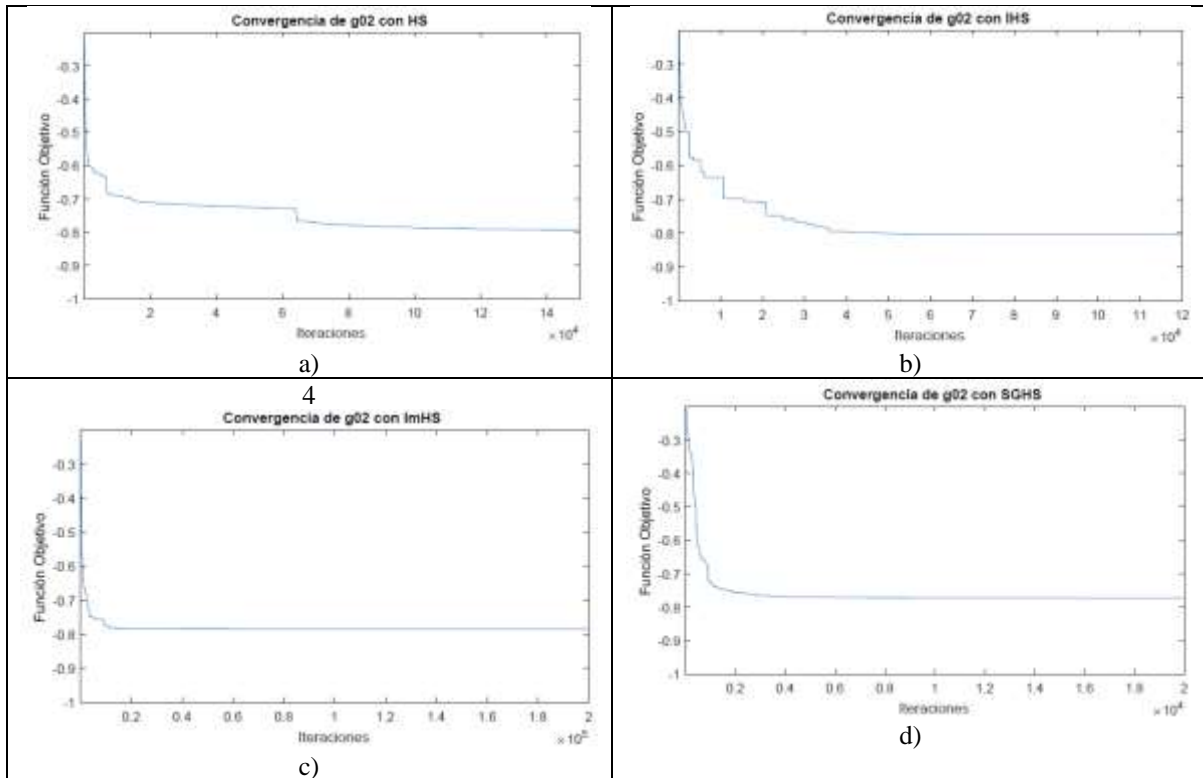 Convergencia de g02 con HS
Función Objetivo
-0.3
-0.4
-0.5
-0.6
-0.7
-0.8
-0.9
-1
2 4 6 8 10 12 14
Iteraciones
×10⁴
a)
Convergencia de g02 con IHS
Función Objetivo
-0.3
-0.4
-0.5
-0.6
-0.7
-0.8
-0.9
-1
1 2 3 4 5 6 7 8 9 10 11 12
Iteraciones
×10⁴
b)
4
Convergencia de g02 con ImHS
Función Objetivo
-0.3
-0.4
-0.5
-0.6
-0.7
-0.8
-0.9
-1
0.2 0.4 0.6 0.8 1 1.2 1.4 1.6 1.8 2
Iteraciones
c)
Convergencia de g02 con SGHS
Función Objetivo
-0.3
-0.4
-0.5
-0.6
-0.7
-0.8
-0.9
-1
0.2 0.4 0.6 0.8 1 1.2 1.4 1.6 1.8 2
Iteraciones
×10⁴
d)